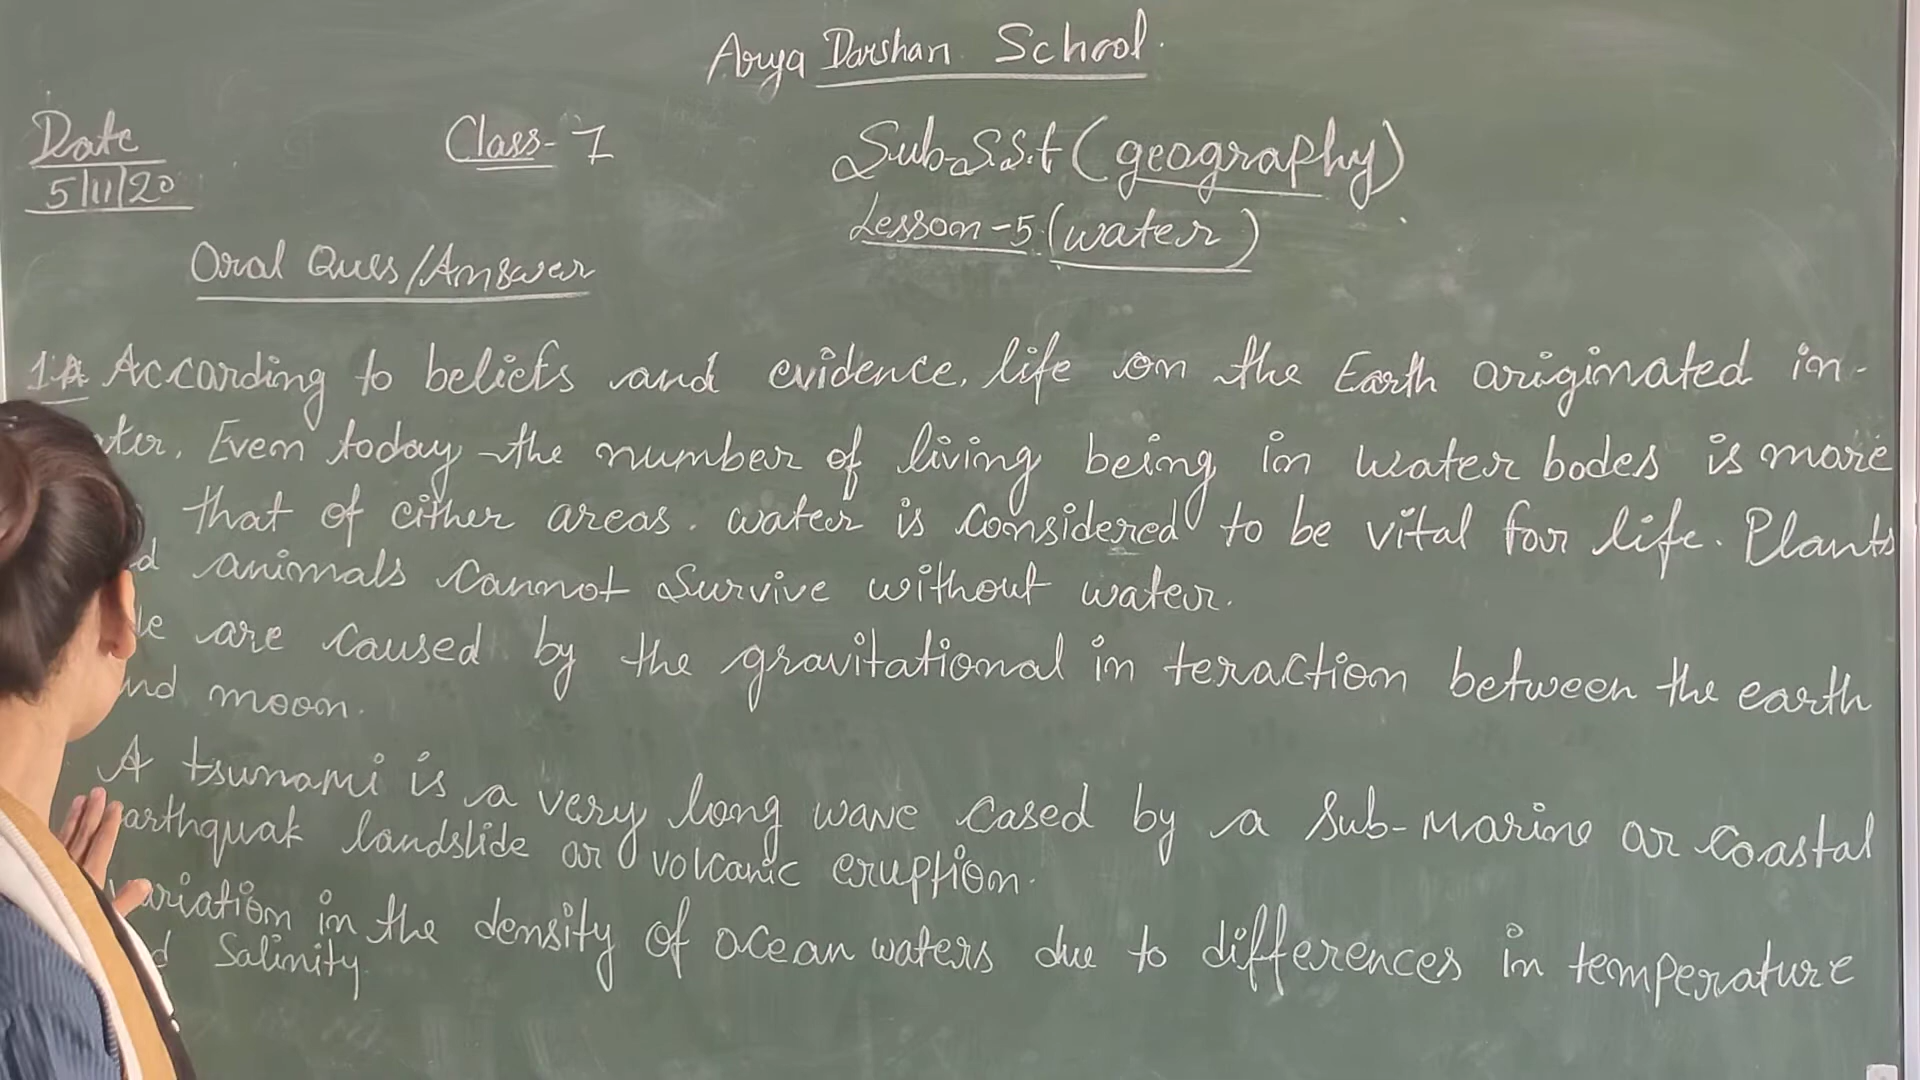 Arya Darshan School.
Date
5/11/20
Class-7
Sub-S.S.t (geography)
Lesson-5 (water)
Oral Ques/Answer
1A According to beliefs and evidence, life on the Earth originated in-
ter. Even today the number of living being in water bodes is more
that of either areas. water is considered to be vital for life. Plants
d animals cannot survive without water.
de are caused by the gravitational in teraction between the earth
and moon.
A tsunami is a very long wave cased by a sub-marine or coastal
arthquak landslide or volcanic eruption.
variation in the density of ocean waters due to differences in temperature
d salinity.